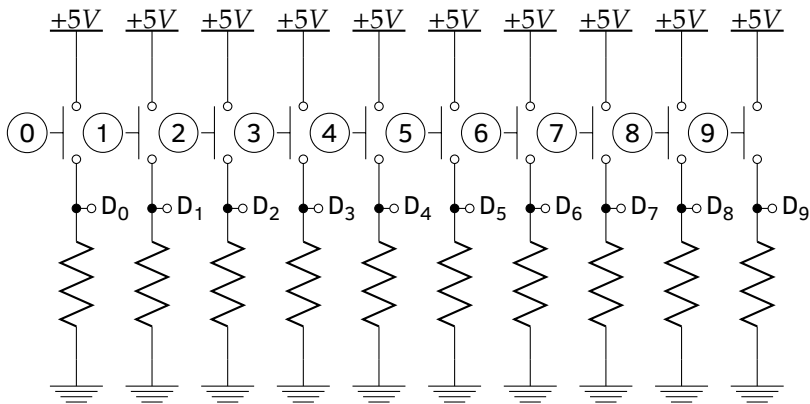 +5V +5V +5V +5V +5V +5V +5V +5V +5V +5V
0 1 2 3 4 5 6 7 8 9
D₀ D₁ D₂ D₃ D₄ D₅ D₆ D₇ D₈ D₉